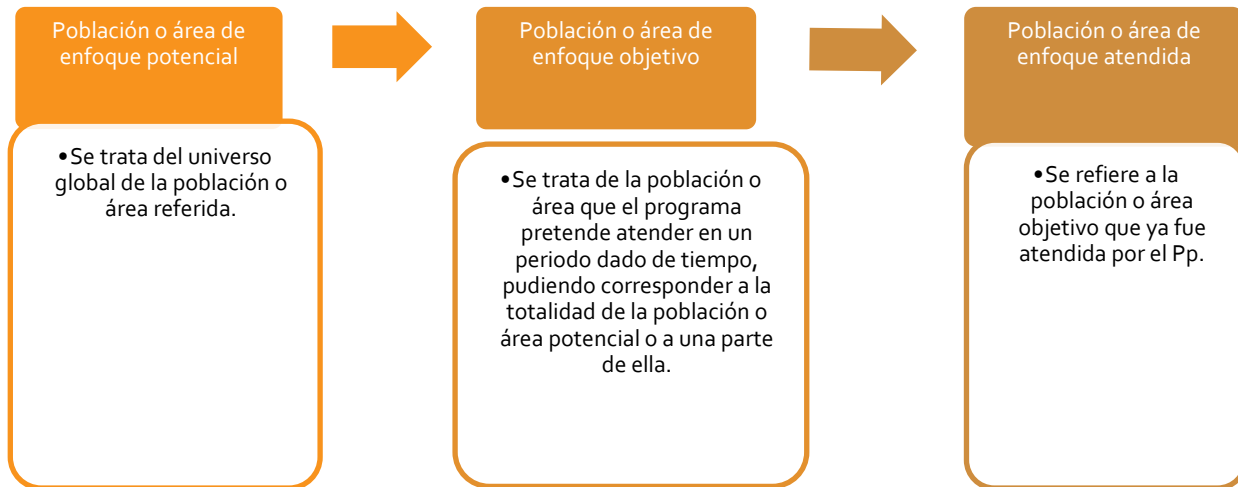 Población o área de
enfoque potencial
•Se trata del universo
global de la población o
área referida.
Población o área de
enfoque objetivo
•Se trata de la población o
área que el programa
pretende atender en un
periodo dado de tiempo,
pudiendo corresponder a la
totalidad de la población o
área potencial o a una parte
de ella.
Población o área de
enfoque atendida
•Se refiere a la
población o área
objetivo que ya fue
atendida por el Pp.